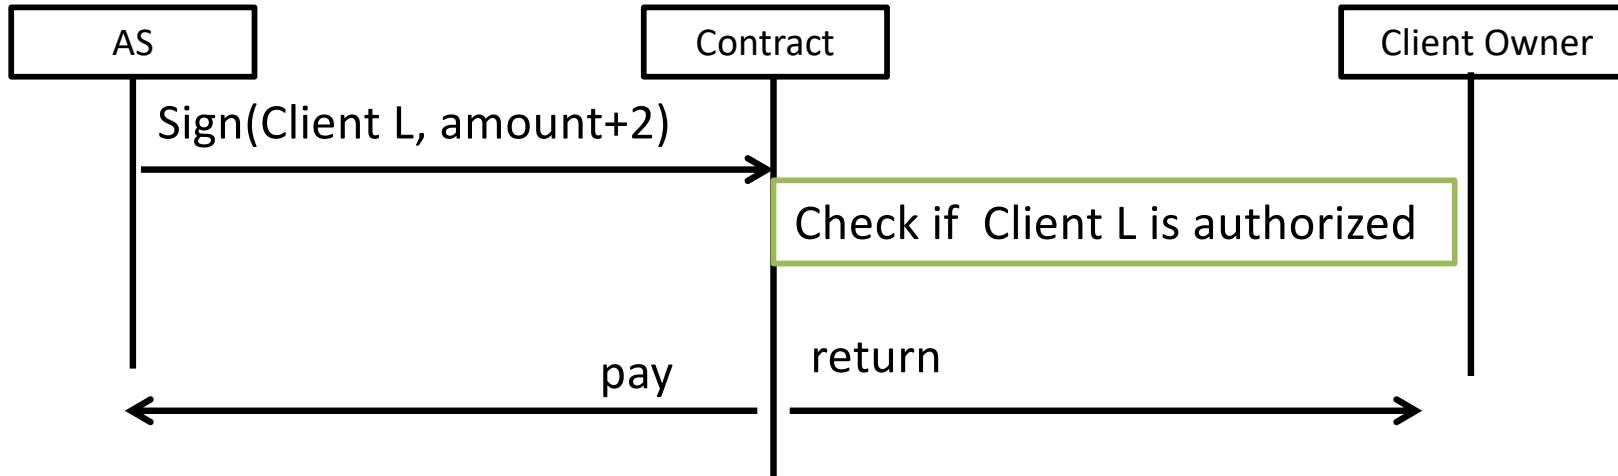 AS
Contract
Client Owner
Sign(Client L, amount+2)
Check if  Client L is authorized
pay
return